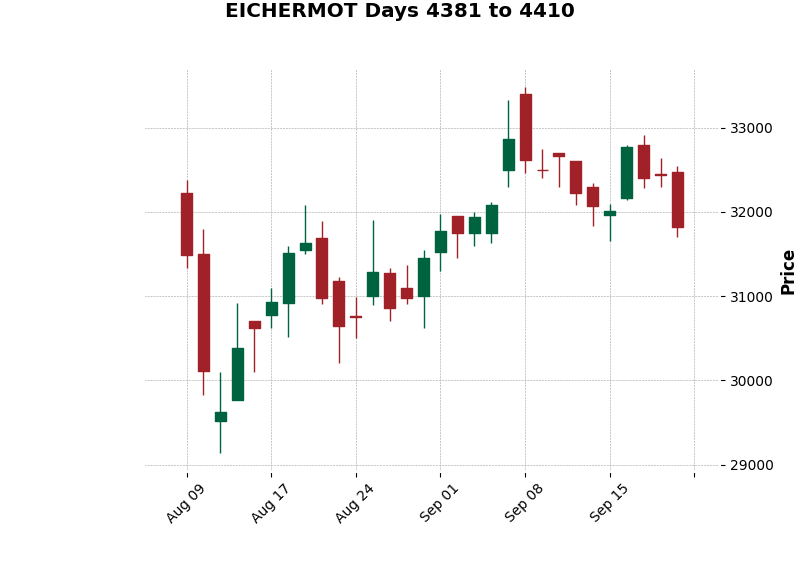 EICHERMOT Days 4381 to 4410
33000
32000
31000
30000
29000
Price
Aug 09
Aug 17
Aug 24
Sep 01
Sep 08
Sep 15